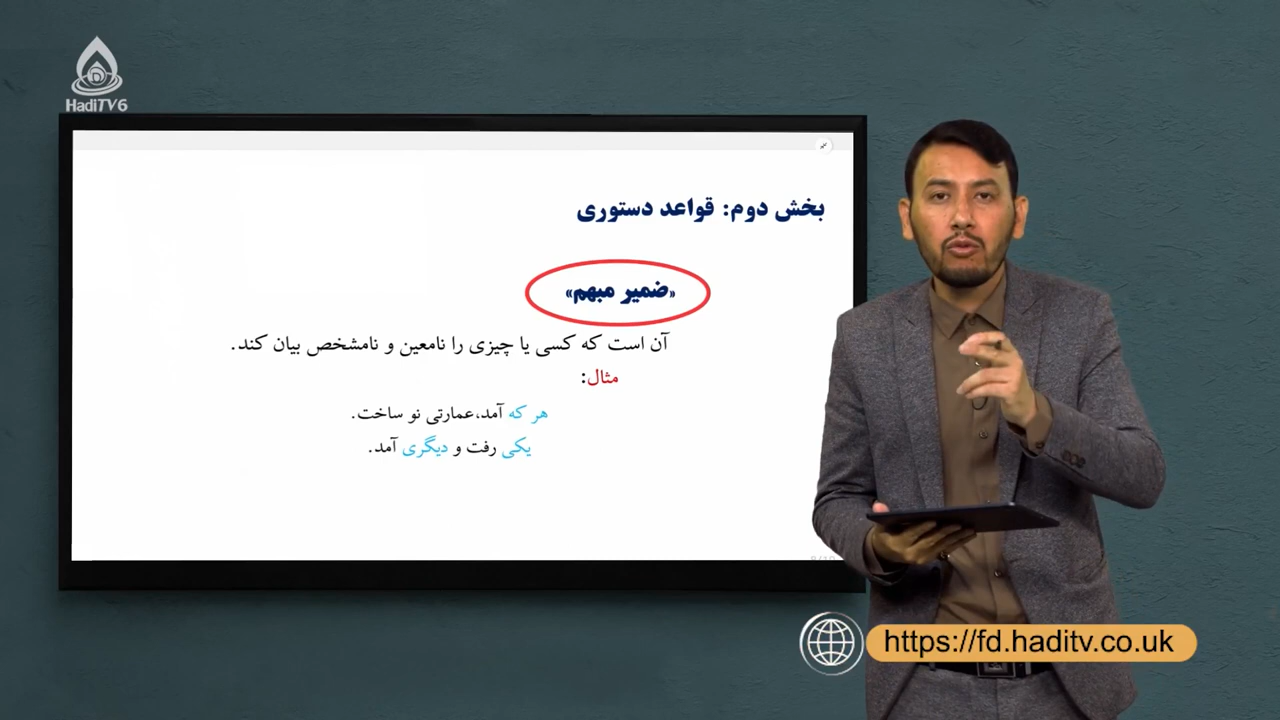 HadiTV6
بخش دوم: قواعد دستوری
«ضمیر مبهم»
آن است که کسی یا چیزی را نامعین و نامشخص بیان کند.
مثال:
هر که آمد،عمارتی نو ساخت.
یکی رفت و دیگری آمد.
https://fd.haditv.co.uk